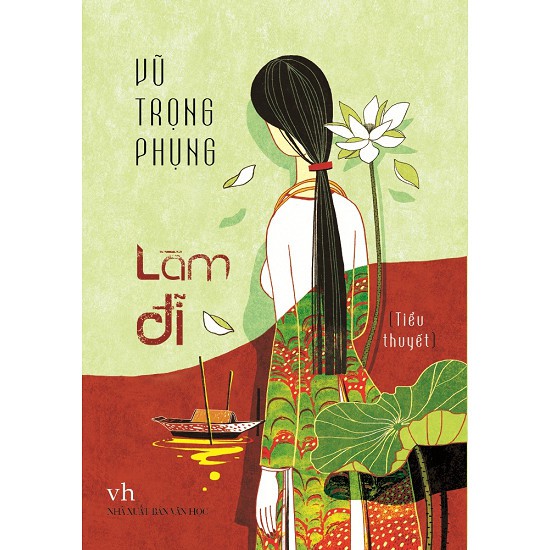 VŨ
TRỌNG
PHỤNG
Làm
đĩ
(Tiểu
thuyết)
vh
NHÀ XUẤT BẢN VĂN HỌC